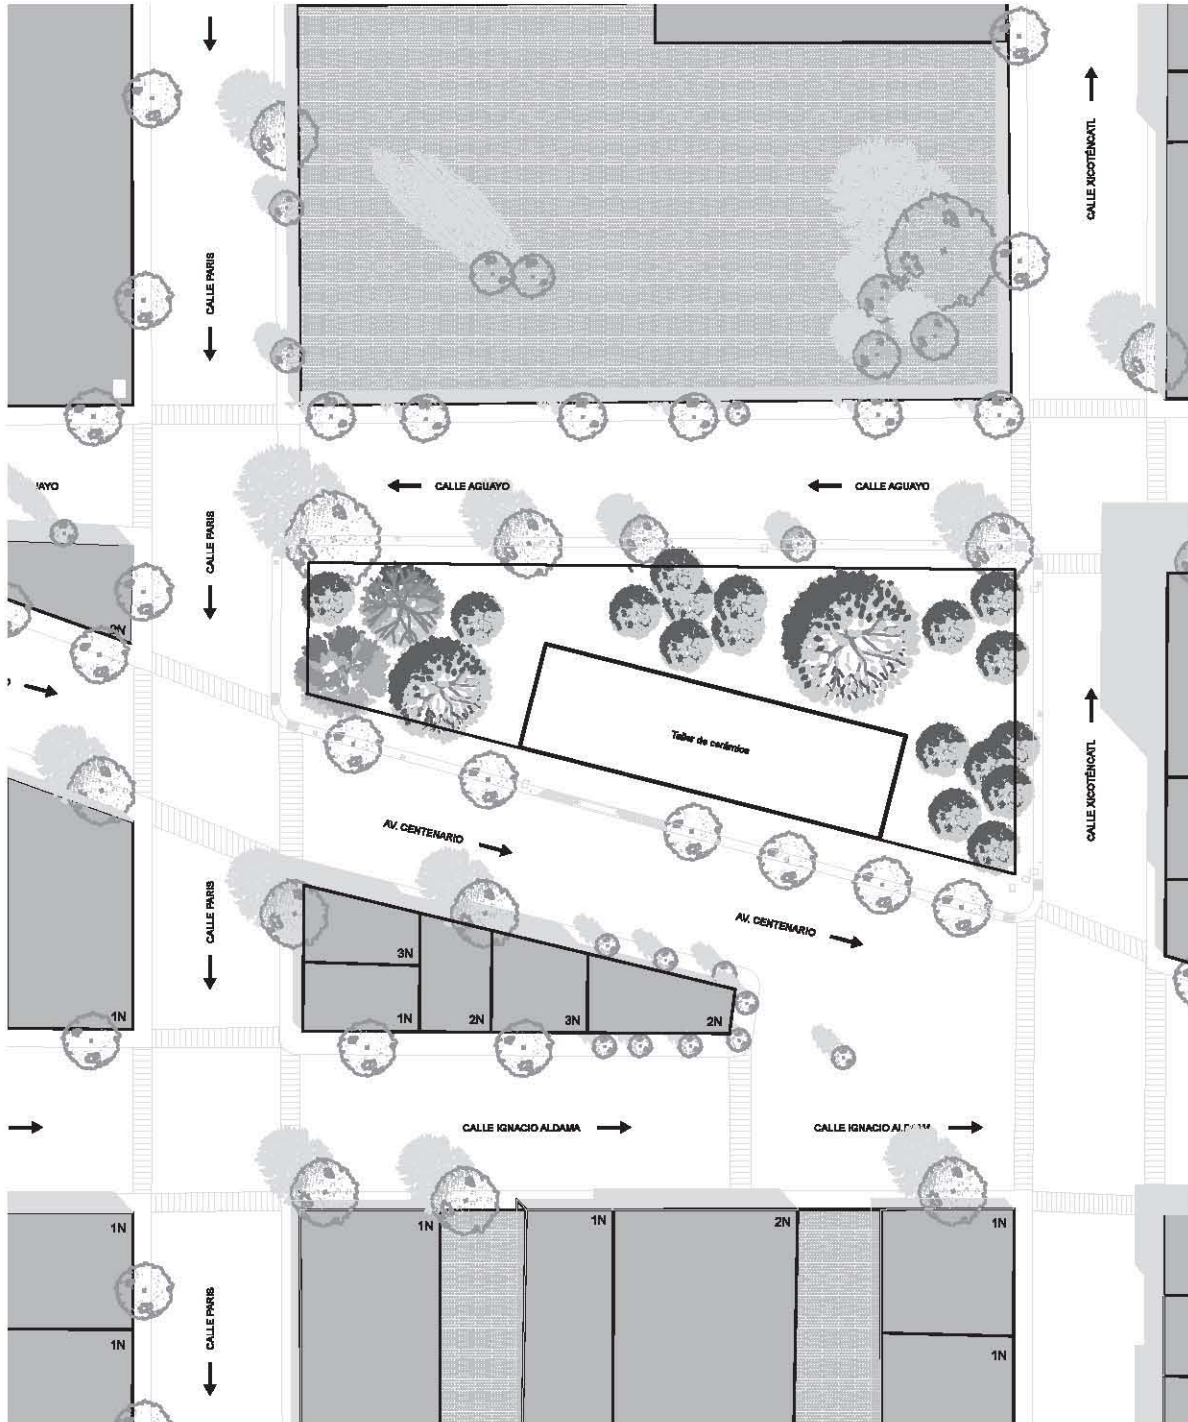 CALLE PARIS
CALLE XICOTÉNCATL
CALLE AGUAYO
CALLE AGUAYO
CALLE PARIS
2N
Taller de cerámica
CALLE XICOTÉNCATL
AV. CENTENARIO
AV. CENTENARIO
CALLE PARIS
3N
1N
1N
2N
3N
2N
CALLE IGNACIO ALDAMA
CALLE IGNACIO
1N
1N
1N
2N
1N
CALLE PARIS
1N
1N